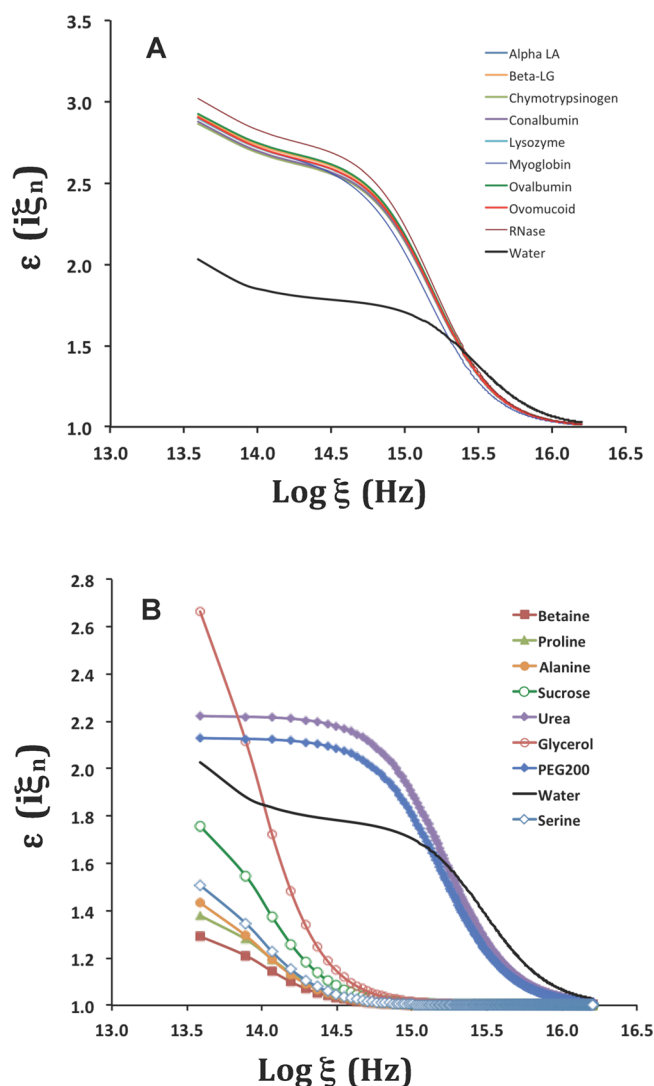 A
3.5
3.0
2.5
2.0
1.5
1.0
ε (iξn)
13.0 13.5 14.0 14.5 15.0 15.5 16.0 16.5
Log ξ (Hz)
Alpha LA
Beta-LG
Chymotrypsinogen
Conalbumin
Lysozyme
Myoglobin
Ovalbumin
Ovomucoid
RNase
Water
B
2.8
2.6
2.4
2.2
2.0
1.8
1.6
1.4
1.2
1.0
ε (iξn)
13.0 13.5 14.0 14.5 15.0 15.5 16.0 16.5
Log ξ (Hz)
Betaine
Proline
Alanine
Sucrose
Urea
Glycerol
PEG200
Water
Serine